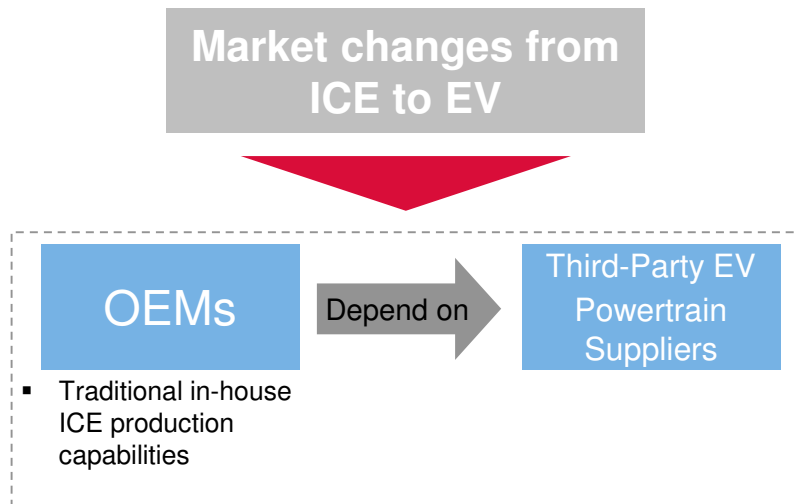 Market changes from
ICE to EV
OEMs
Depend on
Third-Party EV
Powertrain
Suppliers
▪ Traditional in-house
ICE production
capabilities